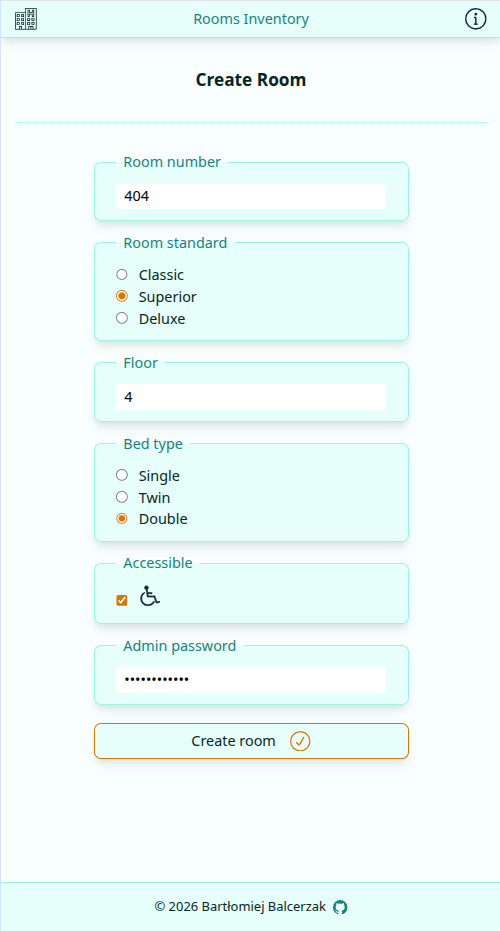 Rooms Inventory
Create Room
Room number
404
Room standard
Classic
Superior
Deluxe
Floor
4
Bed type
Single
Twin
Double
Accessible
Admin password
••••••••••••
Create room
© 2026 Bartłomiej Balcerzak